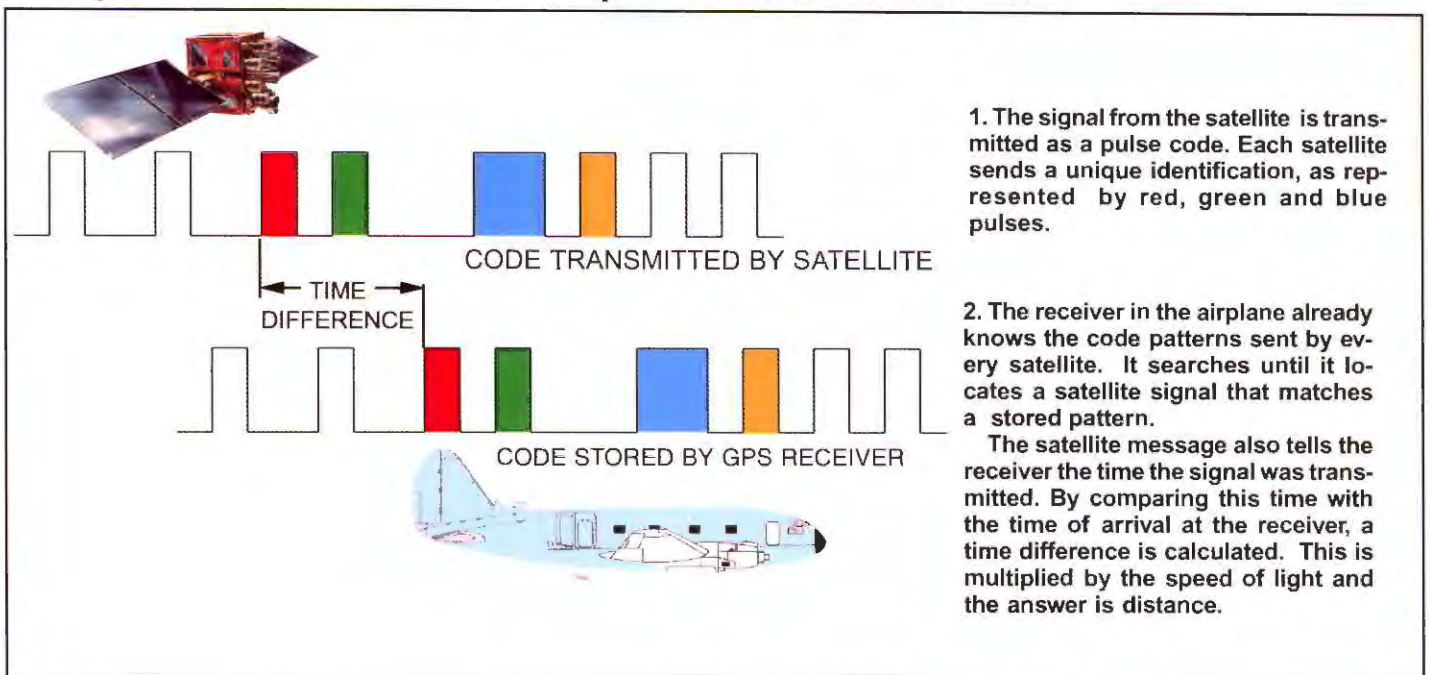 1. The signal from the satellite is trans-
mitted as a pulse code. Each satellite
sends a unique identification, as rep-
resented by red, green and blue
pulses.
CODE TRANSMITTED BY SATELLITE
TIME
DIFFERENCE
2. The receiver in the airplane already
knows the code patterns sent by ev-
ery satellite. It searches until it lo-
cates a satellite signal that matches
a stored pattern.
The satellite message also tells the
receiver the time the signal was trans-
mitted. By comparing this time with
the time of arrival at the receiver, a
time difference is calculated. This is
multiplied by the speed of light and
the answer is distance.
CODE STORED BY GPS RECEIVER